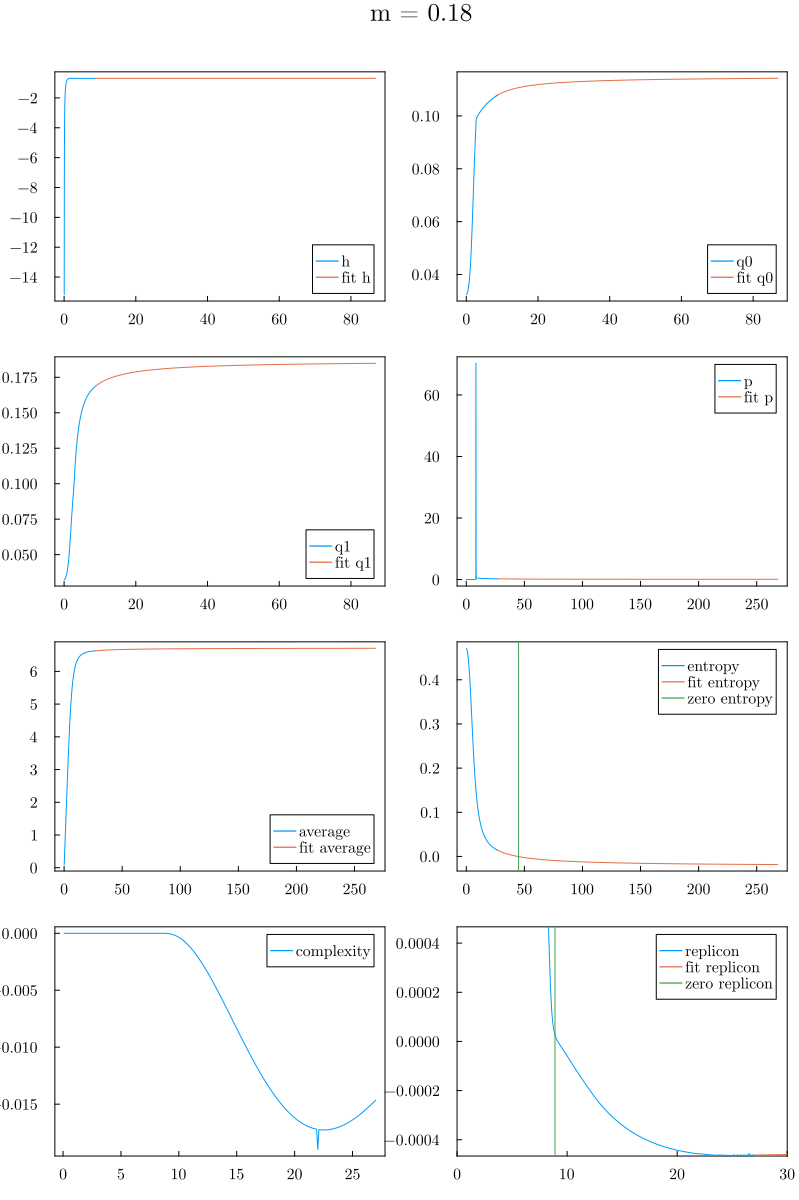 m = 0.18
−2
−4
−6
−8
−10
−12
−14
0 20 40 60 80
h
fit h
0.10
0.08
0.06
0.04
0 20 40 60 80
q0
fit q0
0.175
0.150
0.125
0.100
0.075
0.050
0 20 40 60 80
q1
fit q1
60
40
20
0
0 50 100 150 200 250
p
fit p
6
5
4
3
2
1
0
0 50 100 150 200 250
average
fit average
0.4
0.3
0.2
0.1
0.0
0 50 100 150 200 250
entropy
fit entropy
zero entropy
0.000
0.005
0.010
0.015
0 5 10 15 20 25
complexity
0.0004
0.0002
0.0000
−0.0002
−0.0004
0 10 20 30
replicon
fit replicon
zero replicon